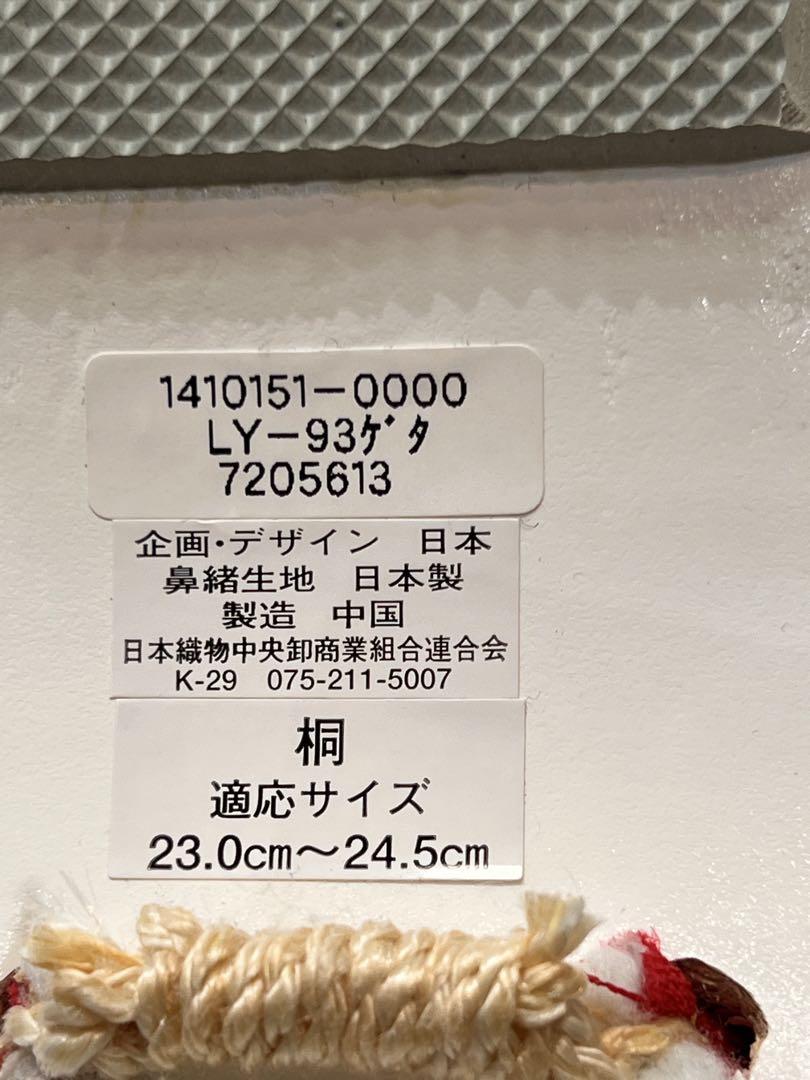 1410151-0000
LY-93ｹﾞﾀ
7205613
企画・デザイン　日本
鼻緒生地　日本製
製造　中国
日本織物中央卸商業組合連合会
K-29　075-211-5007
桐
適応サイズ
23.0cm～24.5cm